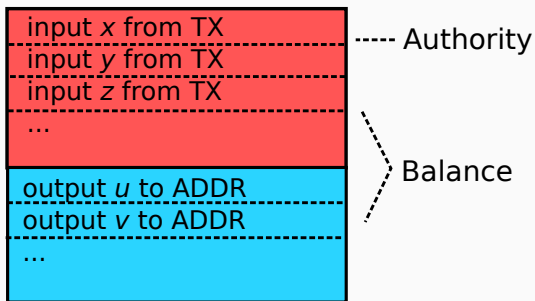 input x from TX
Authority
input y from TX
input z from TX
...
Balance
output u to ADDR
output v to ADDR
...